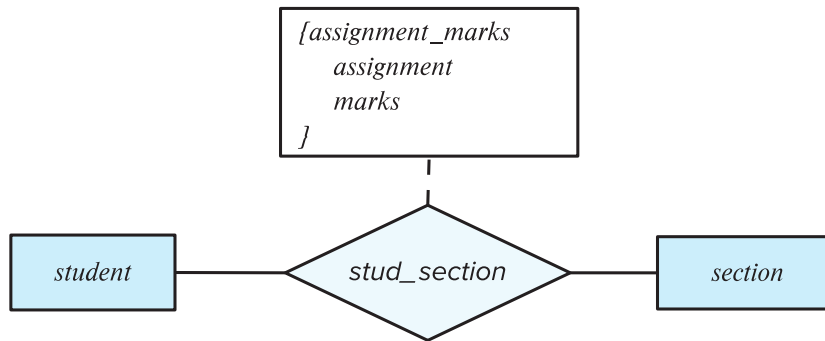 {assignment_marks
assignment
marks
}
student
stud_section
section